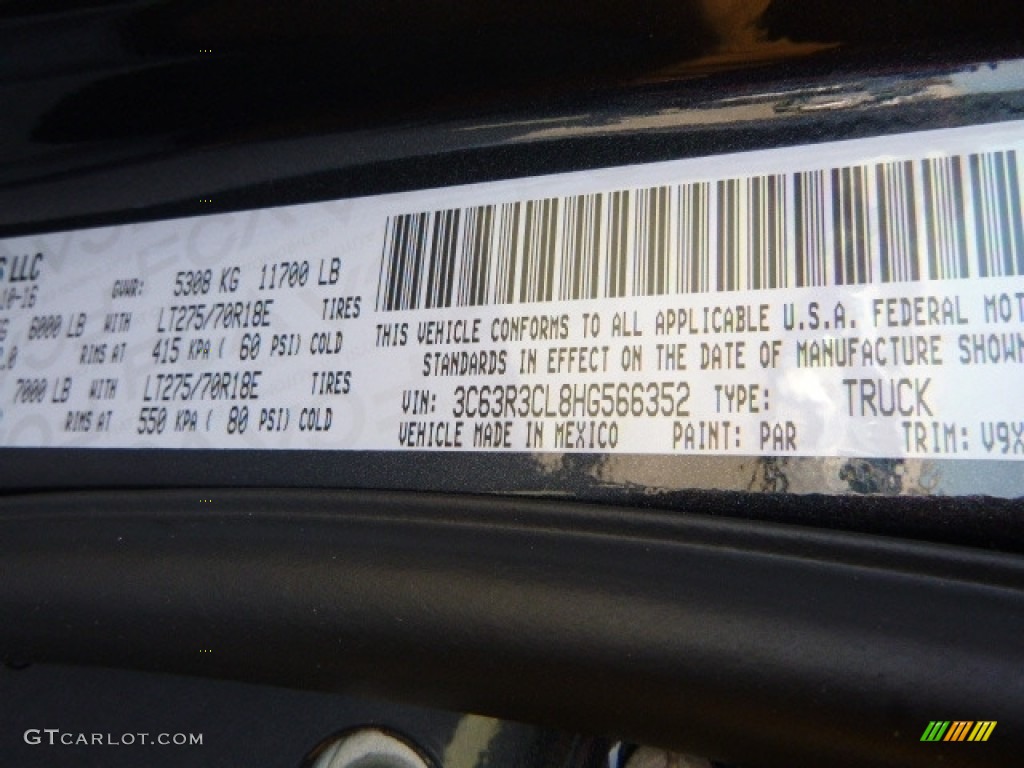 S LLC
10-16 GVWR: 5308 KG 11700 LB
G 6000 LB WITH LT275/70R18E TIRES
.0 RIMS AT 415 KPA ( 60 PSI) COLD
7000 LB WITH LT275/70R18E TIRES
RIMS AT 550 KPA ( 80 PSI) COLD
THIS VEHICLE CONFORMS TO ALL APPLICABLE U.S.A. FEDERAL MOT
STANDARDS IN EFFECT ON THE DATE OF MANUFACTURE SHOWN
VIN: 3C63R3CL8HG566352 TYPE: TRUCK
VEHICLE MADE IN MEXICO PAINT: PAR TRIM: V9X
GTCARLOT.COM